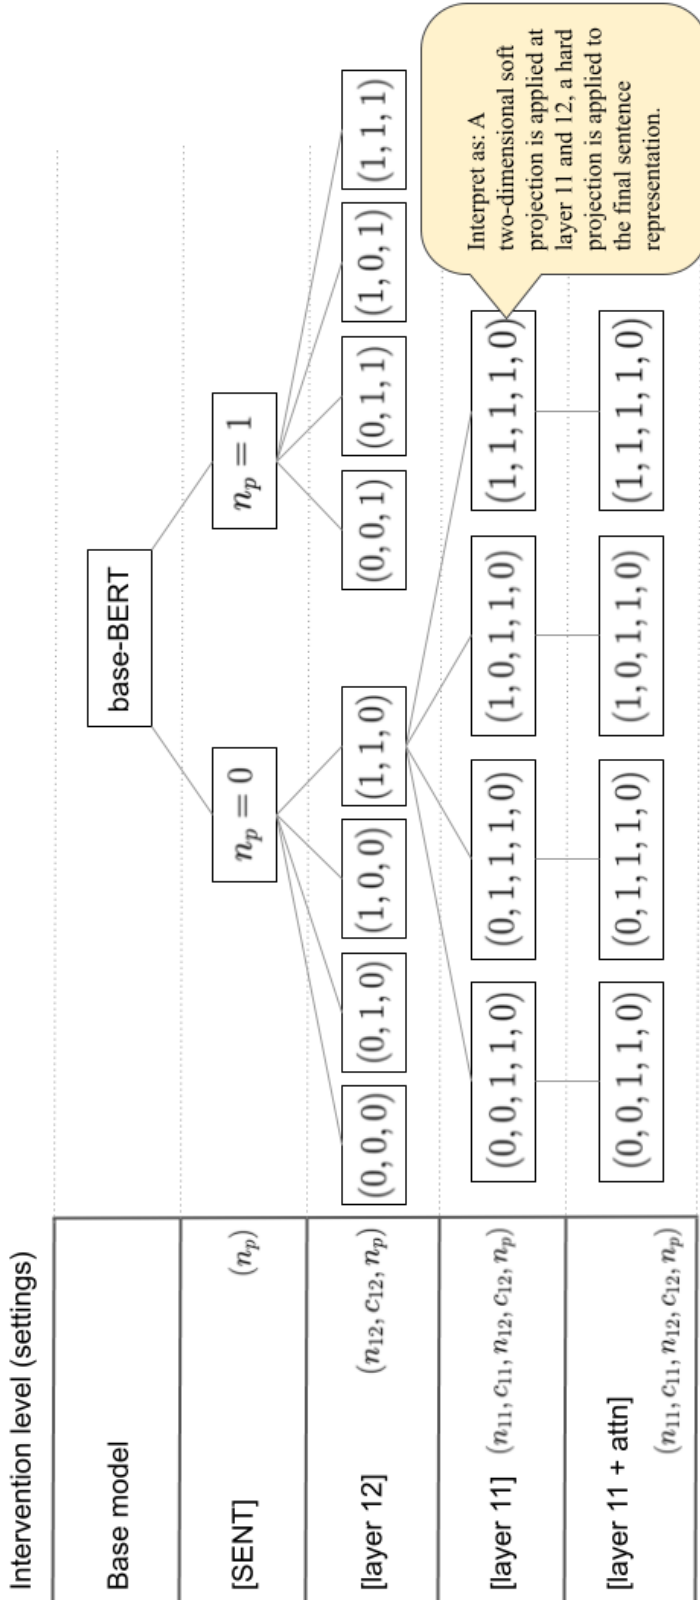 Intervention level (settings)
Base model
base-BERT
[SENT] (n_p)
n_p = 0
n_p = 1
[layer 12] (n_12, c_12, n_p)
(0, 0, 0)
(0, 1, 0)
(1, 0, 0)
(1, 1, 0)
(0, 0, 1)
(0, 1, 1)
(1, 0, 1)
(1, 1, 1)
[layer 11] (n_11, c_11, n_12, c_12, n_p)
(0, 0, 1, 1, 0)
(0, 1, 1, 1, 0)
(1, 0, 1, 1, 0)
(1, 1, 1, 1, 0)
Interpret as: A
two-dimensional soft
projection is applied at
layer 11 and 12, a hard
projection is applied to
the final sentence
representation.
[layer 11 + attn]
(n_11, c_11, n_12, c_12, n_p)
(0, 0, 1, 1, 0)
(0, 1, 1, 1, 0)
(1, 0, 1, 1, 0)
(1, 1, 1, 1, 0)